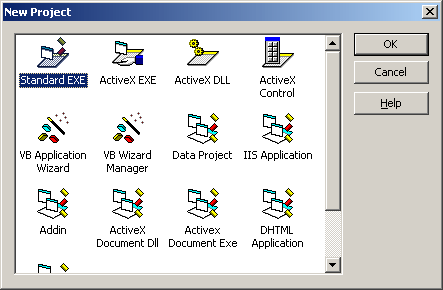 New Project
Standard EXE
ActiveX EXE
ActiveX DLL
ActiveX
Control
VB Application
Wizard
VB Wizard
Manager
Data Project
IIS Application
Addin
ActiveX
Document Dll
Activex
Document Exe
DHTML
Application
OK
Cancel
Help